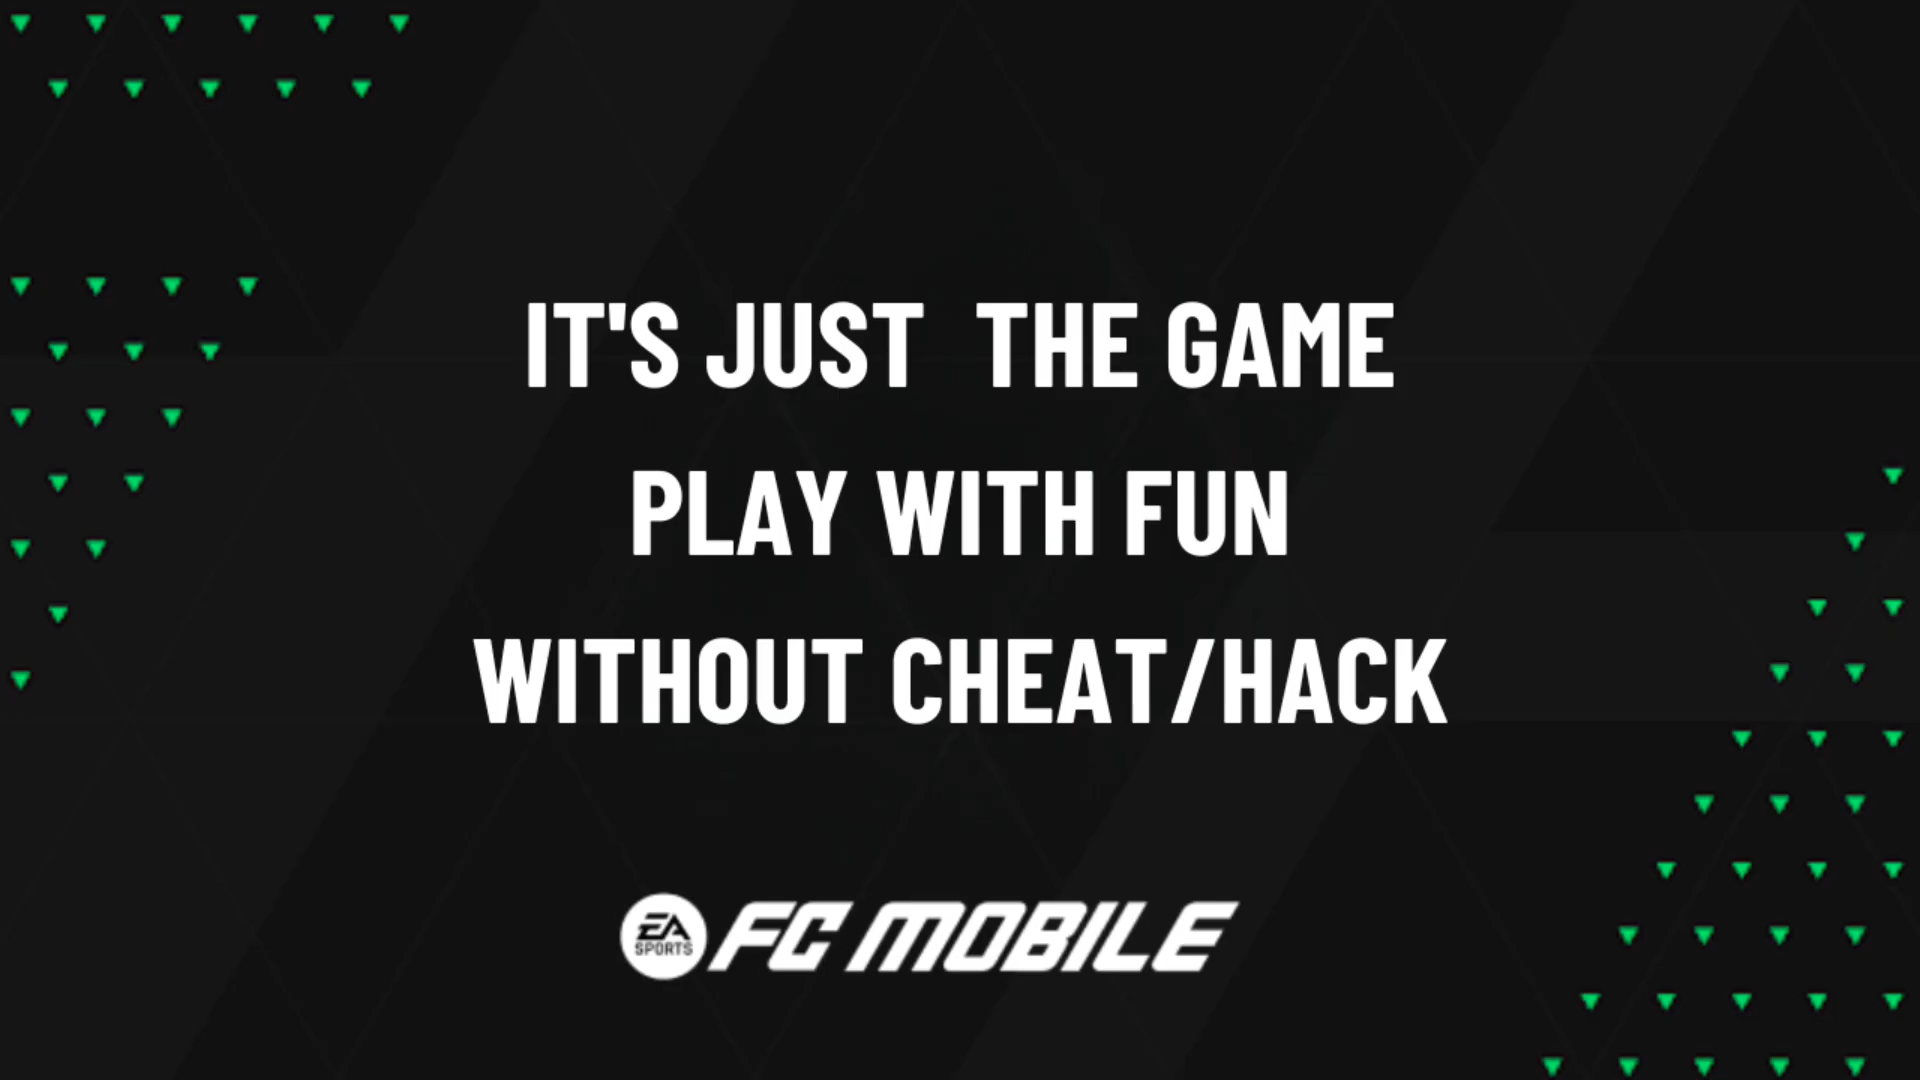 IT'S JUST  THE GAME
PLAY WITH FUN
WITHOUT CHEAT/HACK
EA SPORTS FC MOBILE